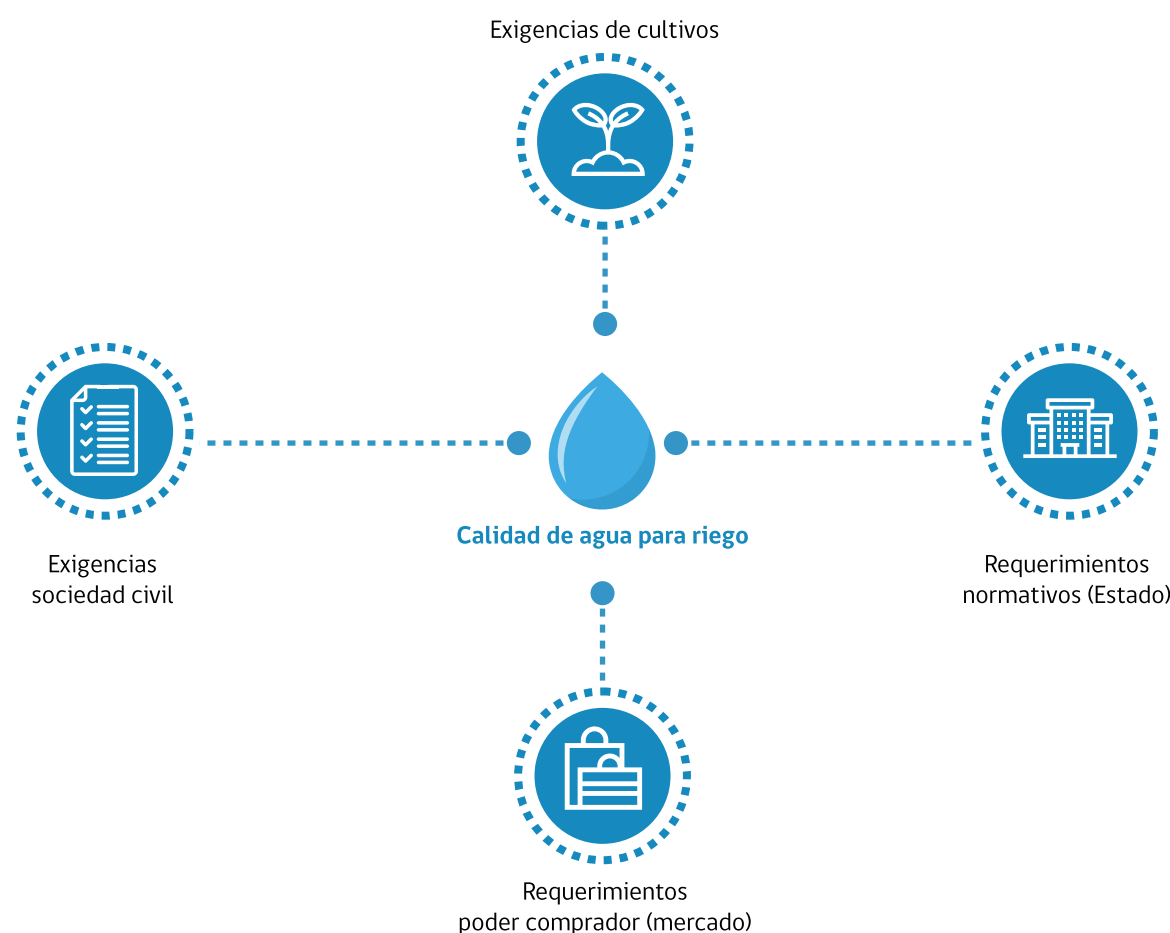 Exigencias de cultivos
Calidad de agua para riego
Exigencias
sociedad civil
Requerimientos
normativos (Estado)
Requerimientos
poder comprador (mercado)